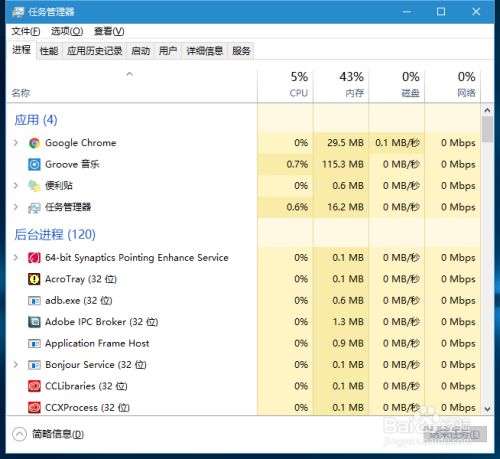 任务管理器
文件(F) 选项(O) 查看(V)
进程 性能 应用历史记录 启动 用户 详细信息 服务
5% 43% 0% 0%
名称 CPU 内存 磁盘 网络
应用 (4)
Google Chrome 0% 29.5 MB 0.1 MB/秒 0 Mbps
Groove 音乐 0.7% 115.3 MB 0 MB/秒 0 Mbps
便利贴 0% 0.6 MB 0 MB/秒 0 Mbps
任务管理器 0.6% 16.2 MB 0 MB/秒 0 Mbps
后台进程 (120)
64-bit Synaptics Pointing Enhance Service 0% 0.1 MB 0 MB/秒 0 Mbps
AcroTray (32 位) 0% 0.1 MB 0 MB/秒 0 Mbps
adb.exe (32 位) 0% 0.6 MB 0 MB/秒 0 Mbps
Adobe IPC Broker (32 位) 0% 1.3 MB 0 MB/秒 0 Mbps
Application Frame Host 0% 0.9 MB 0 MB/秒 0 Mbps
Bonjour Service (32 位) 0% 0.1 MB 0 MB/秒 0 Mbps
CCLibraries (32 位) 0% 0.1 MB 0 MB/秒 0 Mbps
CCXProcess (32 位) 0% 0.1 MB 0 MB/秒 0 Mbps
简略信息(D) 结束任务(E)